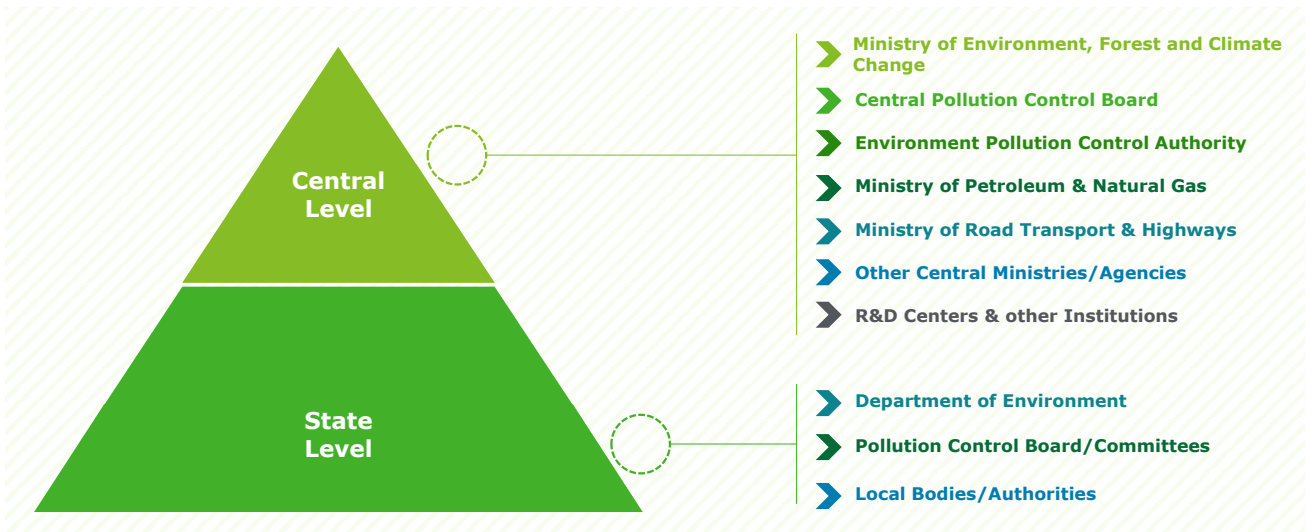 Central
Level
Ministry of Environment, Forest and Climate
Change
Central Pollution Control Board
Environment Pollution Control Authority
Ministry of Petroleum & Natural Gas
Ministry of Road Transport & Highways
Other Central Ministries/Agencies
R&D Centers & other Institutions
State
Level
Department of Environment
Pollution Control Board/Committees
Local Bodies/Authorities